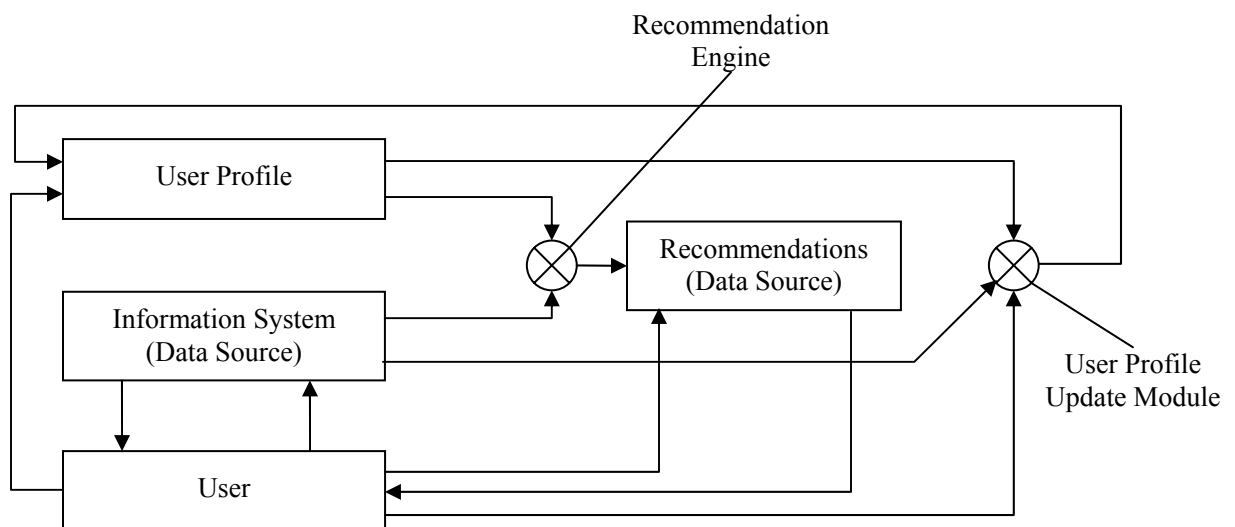 Recommendation
Engine
User Profile
Recommendations
(Data Source)
Information System
(Data Source)
User Profile
Update Module
User